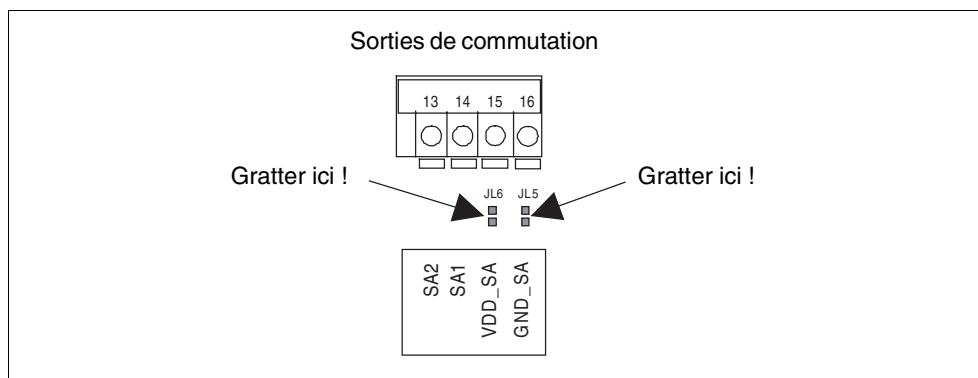 Sorties de commutation
13 14 15 16
Gratter ici !
JL6 JL5
Gratter ici !
SA2
SA1
VDD_SA
GND_SA